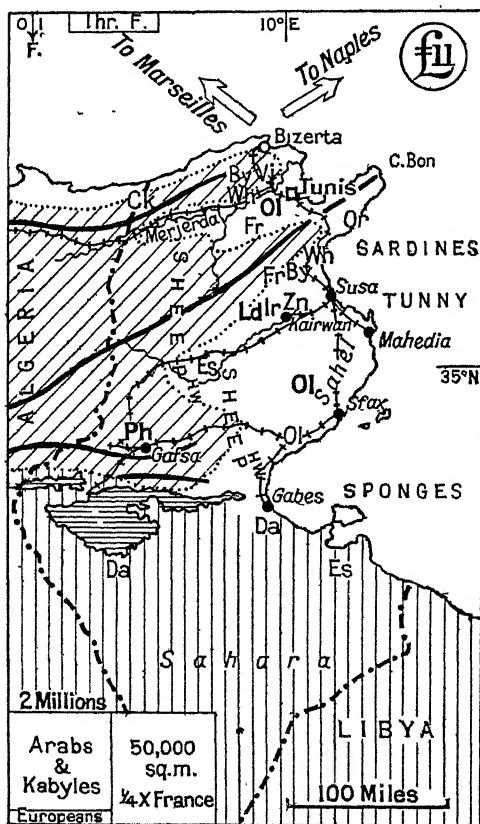 0
F.
Thr. F.
10°E
£11
To Marseilles
To Naples
Bizerta
C. Bon
By
Vi
Wh
Tunis
Ck
Ol
Or
Merjerda
Fr
SARDINES
Wh
Fr
By
Susa
TUNNY
Ld
Ir
Zn
Kairwan
Mahedia
ALGERIA
SHEEP
Es
HW
SHEEP
35°N
Ol
Sahel
Sfax
Ph
Gafsa
Ol
HW
Gabes
SPONGES
Da
Da
Es
Sahara
2 Millions
LIBYA
Arabs
&
Kabyles
50,000
sq.m.
¼ X France
Europeans
100 Miles